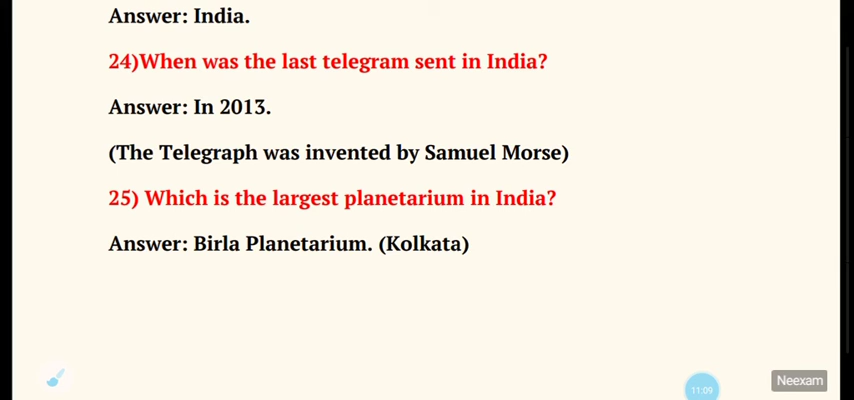 Answer: India.
24)When was the last telegram sent in India?
Answer: In 2013.
(The Telegraph was invented by Samuel Morse)
25) Which is the largest planetarium in India?
Answer: Birla Planetarium. (Kolkata)
11:09
Neexam